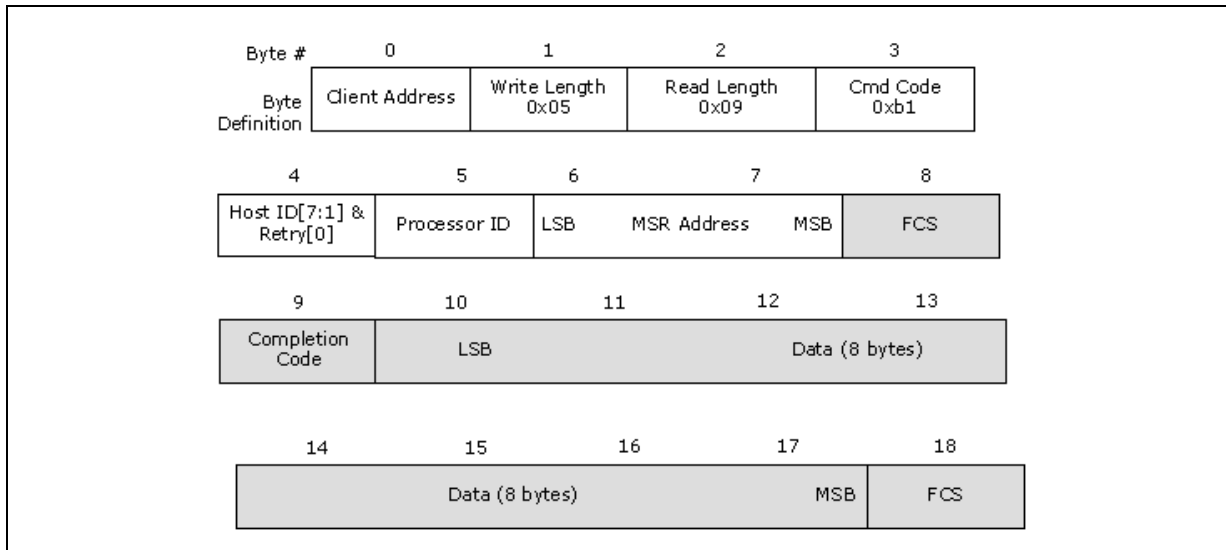 Byte # 0 1 2 3
Byte Definition
Client Address
Write Length
0x05
Read Length
0x09
Cmd Code
0xb1
4 5 6 7 8
Host ID[7:1] &
Retry[0]
Processor ID
LSB MSR Address MSB
FCS
9 10 11 12 13
Completion
Code
LSB Data (8 bytes)
14 15 16 17 18
Data (8 bytes) MSB
FCS